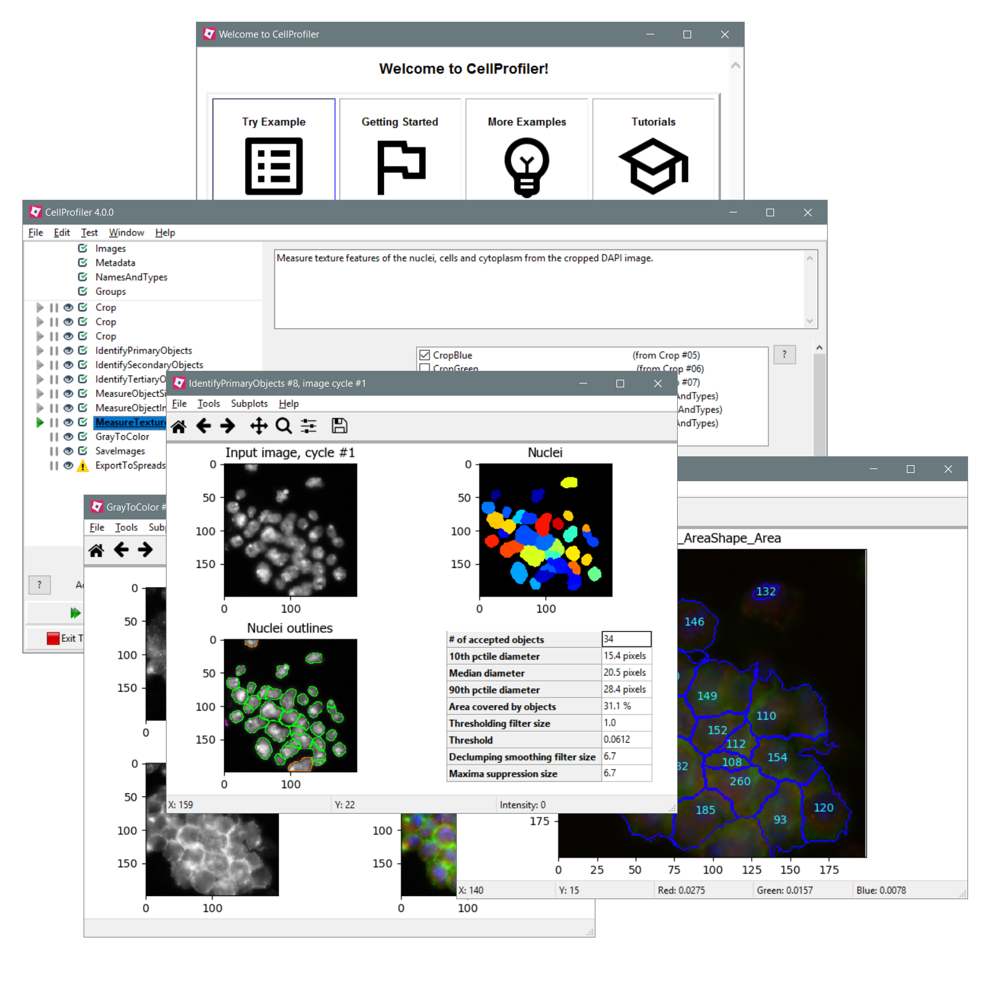 Welcome to CellProfiler
Welcome to CellProfiler!
Try Example
Getting Started
More Examples
Tutorials
CellProfiler 4.0.0
File Edit Test Window Help
Images
Metadata
NamesAndTypes
Groups
Crop
Crop
Crop
IdentifyPrimaryObjects
IdentifySecondaryObjects
IdentifyTertiaryO
MeasureObjectSi
MeasureObjectIn
MeasureTexture
GrayToColor
SaveImages
ExportToSpreads
? Ad
Exit T
Measure texture features of the nuclei, cells and cytoplasm from the cropped DAPI image.
CropBlue (from Crop #05)
?
CropGreen (from Crop #06)
#07)
AndTypes)
AndTypes)
AndTypes)
IdentifyPrimaryObjects #8, image cycle #1
File Tools Subplots Help
Input image, cycle #1
0
50
100
150
0 100
Nuclei
0
50
100
150
0 100
Nuclei outlines
0
50
100
150
0 100
# of accepted objects 34
10th pctile diameter 15.4 pixels
Median diameter 20.5 pixels
90th pctile diameter 28.4 pixels
Area covered by objects 31.1 %
Thresholding filter size 1.0
Threshold 0.0612
Declumping smoothing filter size 6.7
Maxima suppression size 6.7
X: 159 Y: 22 Intensity: 0
GrayToColor #
File Tools Subp
0
50
100
150
0
0
50
100
150
0 100
100
150
0 100
_AreaShape_Area
132
146
149
110
152
112
108
154
32
260
185
93
120
175
0 25 50 75 100 125 150 175
X: 140 Y: 15 Red: 0.0275 Green: 0.0157 Blue: 0.0078